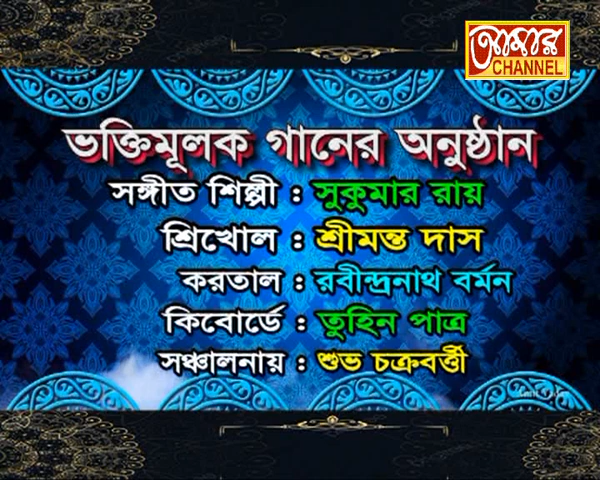 আমার
CHANNEL
ভক্তিমূলক গানের অনুষ্ঠান
সঙ্গীত শিল্পী : সুকুমার রায়
শ্রিখোল : শ্রীমন্ত দাস
করতাল : রবীন্দ্রনাথ বর্মন
কিবোর্ডে : তুহিন পাত্র
সঞ্চালনায় : শুভ চক্রবর্ত্তী